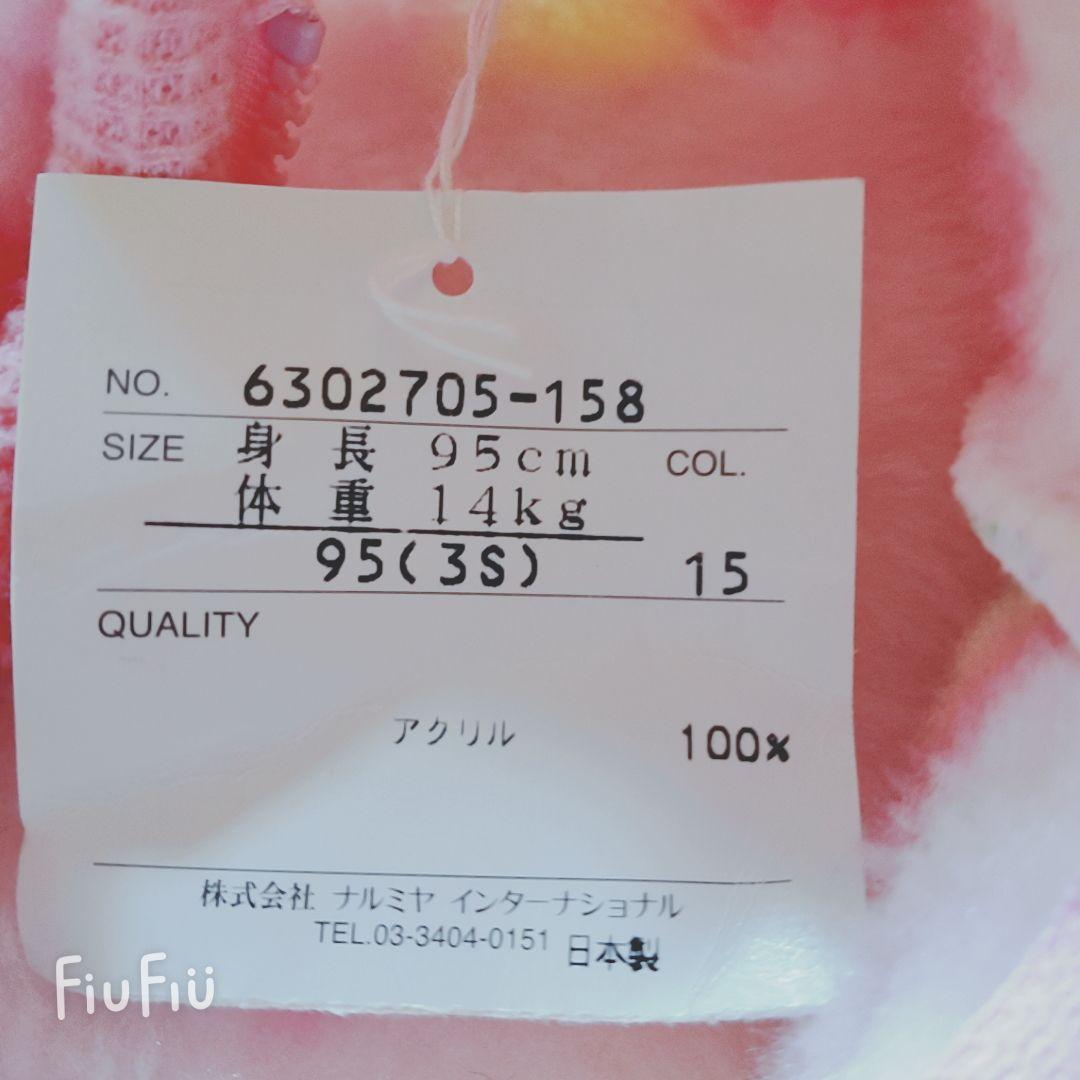 NO. 6302705-158
SIZE 身長 95cm COL.
体重 14kg
95(3S) 15
QUALITY
アクリル 100%
株式会社 ナルミヤ インターナショナル
TEL.03-3404-0151 日本製
FiuFiü